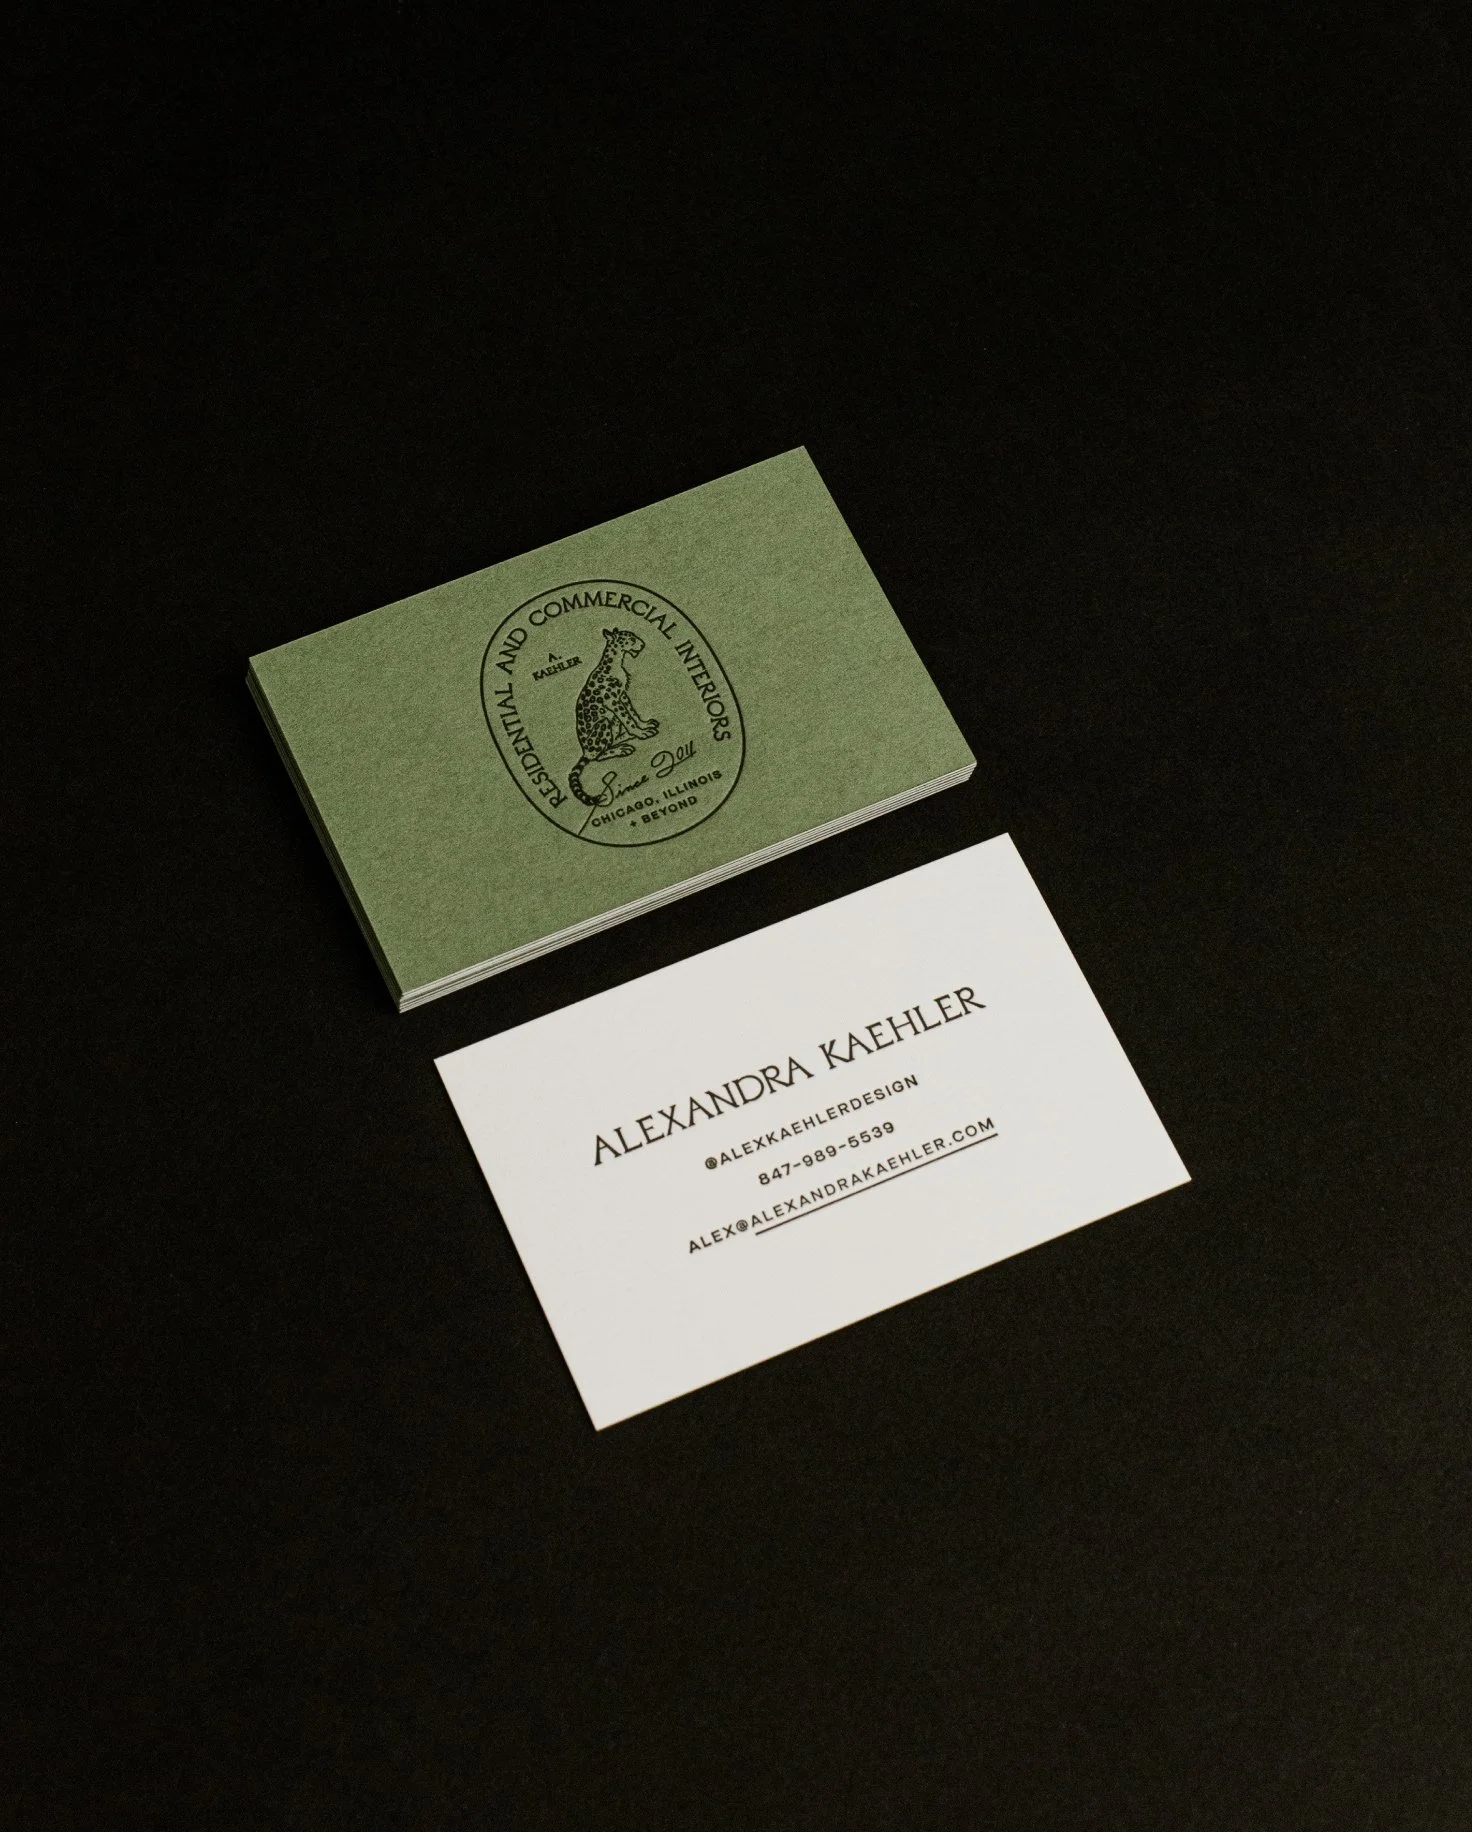 RESIDENTIAL AND COMMERCIAL INTERIORS
A.
KAEHLER
Since 2011
CHICAGO, ILLINOIS
+ BEYOND
ALEXANDRA KAEHLER
@ALEXKAEHLERDESIGN
847-989-5539
ALEX@ALEXANDRAKAEHLER.COM